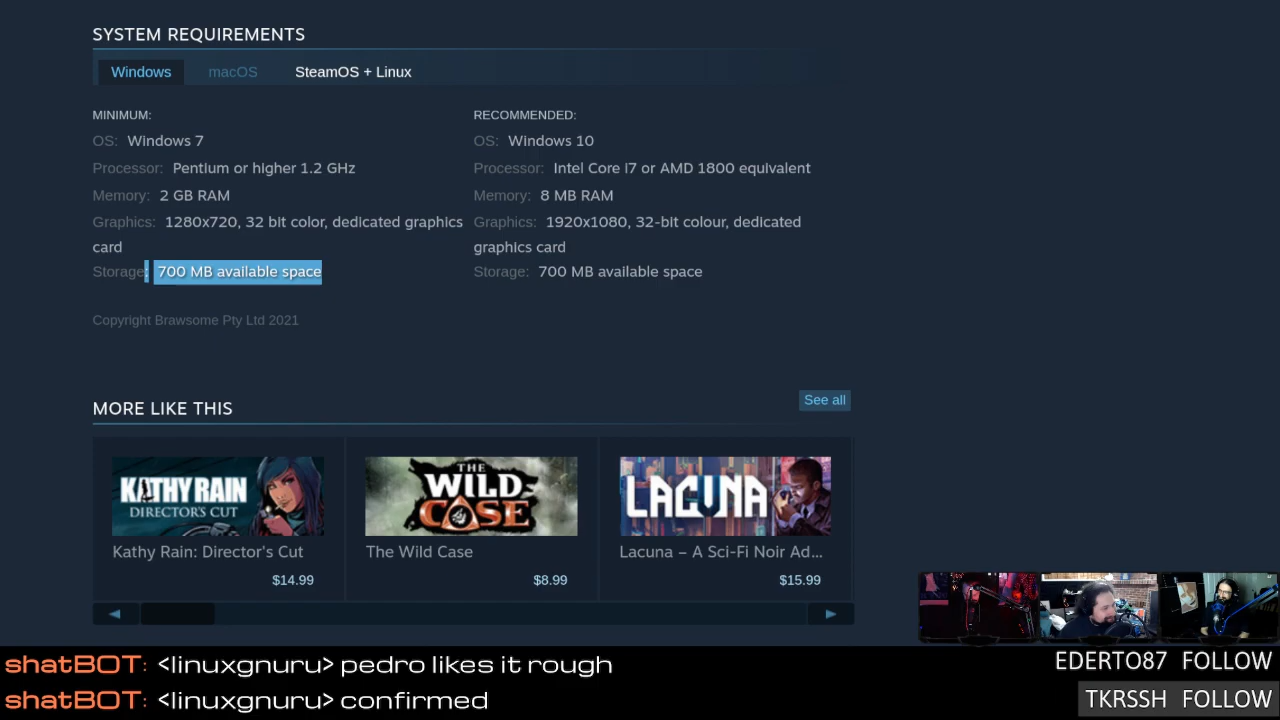 SYSTEM REQUIREMENTS
Windows
macOS
SteamOS + Linux
MINIMUM:
OS: Windows 7
Processor: Pentium or higher 1.2 GHz
Memory: 2 GB RAM
Graphics: 1280x720, 32 bit color, dedicated graphics
card
Storage: 700 MB available space
RECOMMENDED:
OS: Windows 10
Processor: Intel Core i7 or AMD 1800 equivalent
Memory: 8 MB RAM
Graphics: 1920x1080, 32-bit colour, dedicated
graphics card
Storage: 700 MB available space
Copyright Brawsome Pty Ltd 2021
MORE LIKE THIS
See all
KATHY RAIN
DIRECTOR'S CUT
Kathy Rain: Director's Cut
$14.99
THE
WILD
CASE
The Wild Case
$8.99
LACUNA
Lacuna – A Sci-Fi Noir Ad...
$15.99
shatBOT: <linuxgnuru> pedro likes it rough
shatBOT: <linuxgnuru> confirmed
EDERTO87 FOLLOW
TKRSSH FOLLOW